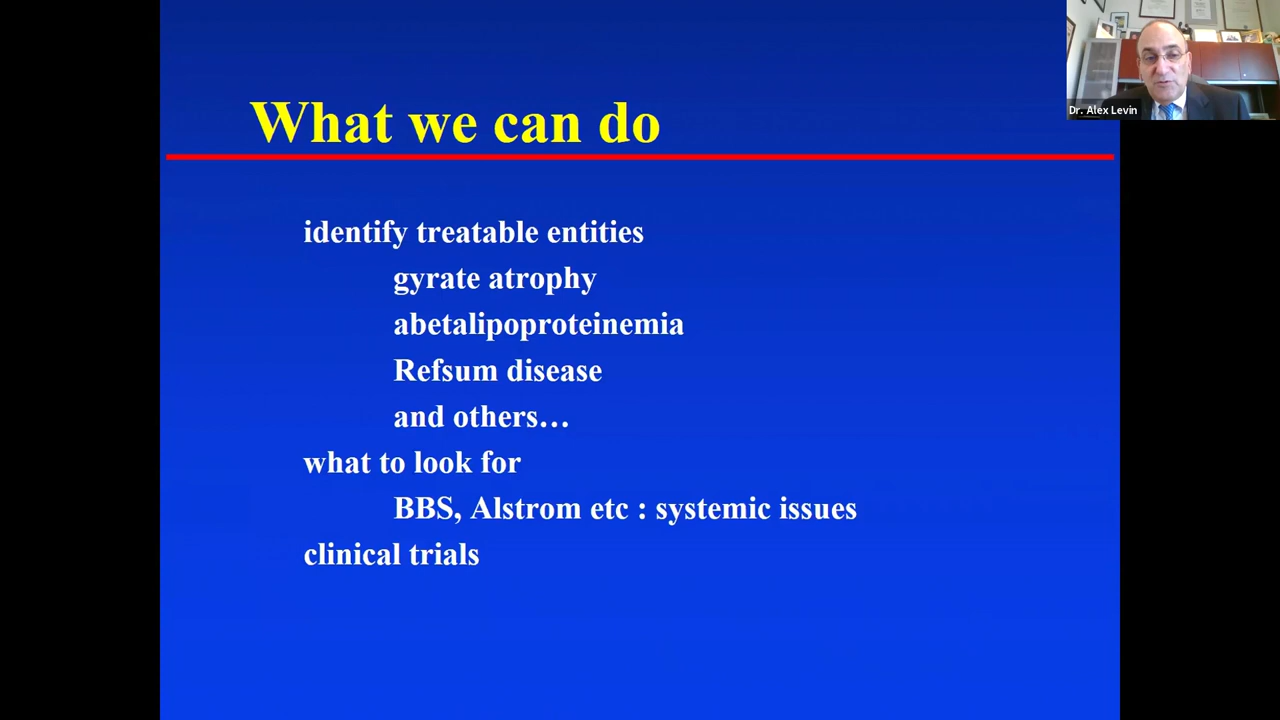 What we can do
identify treatable entities
gyrate atrophy
abetalipoproteinemia
Refsum disease
and others…
what to look for
BBS, Alstrom etc : systemic issues
clinical trials
Dr. Alex Levin